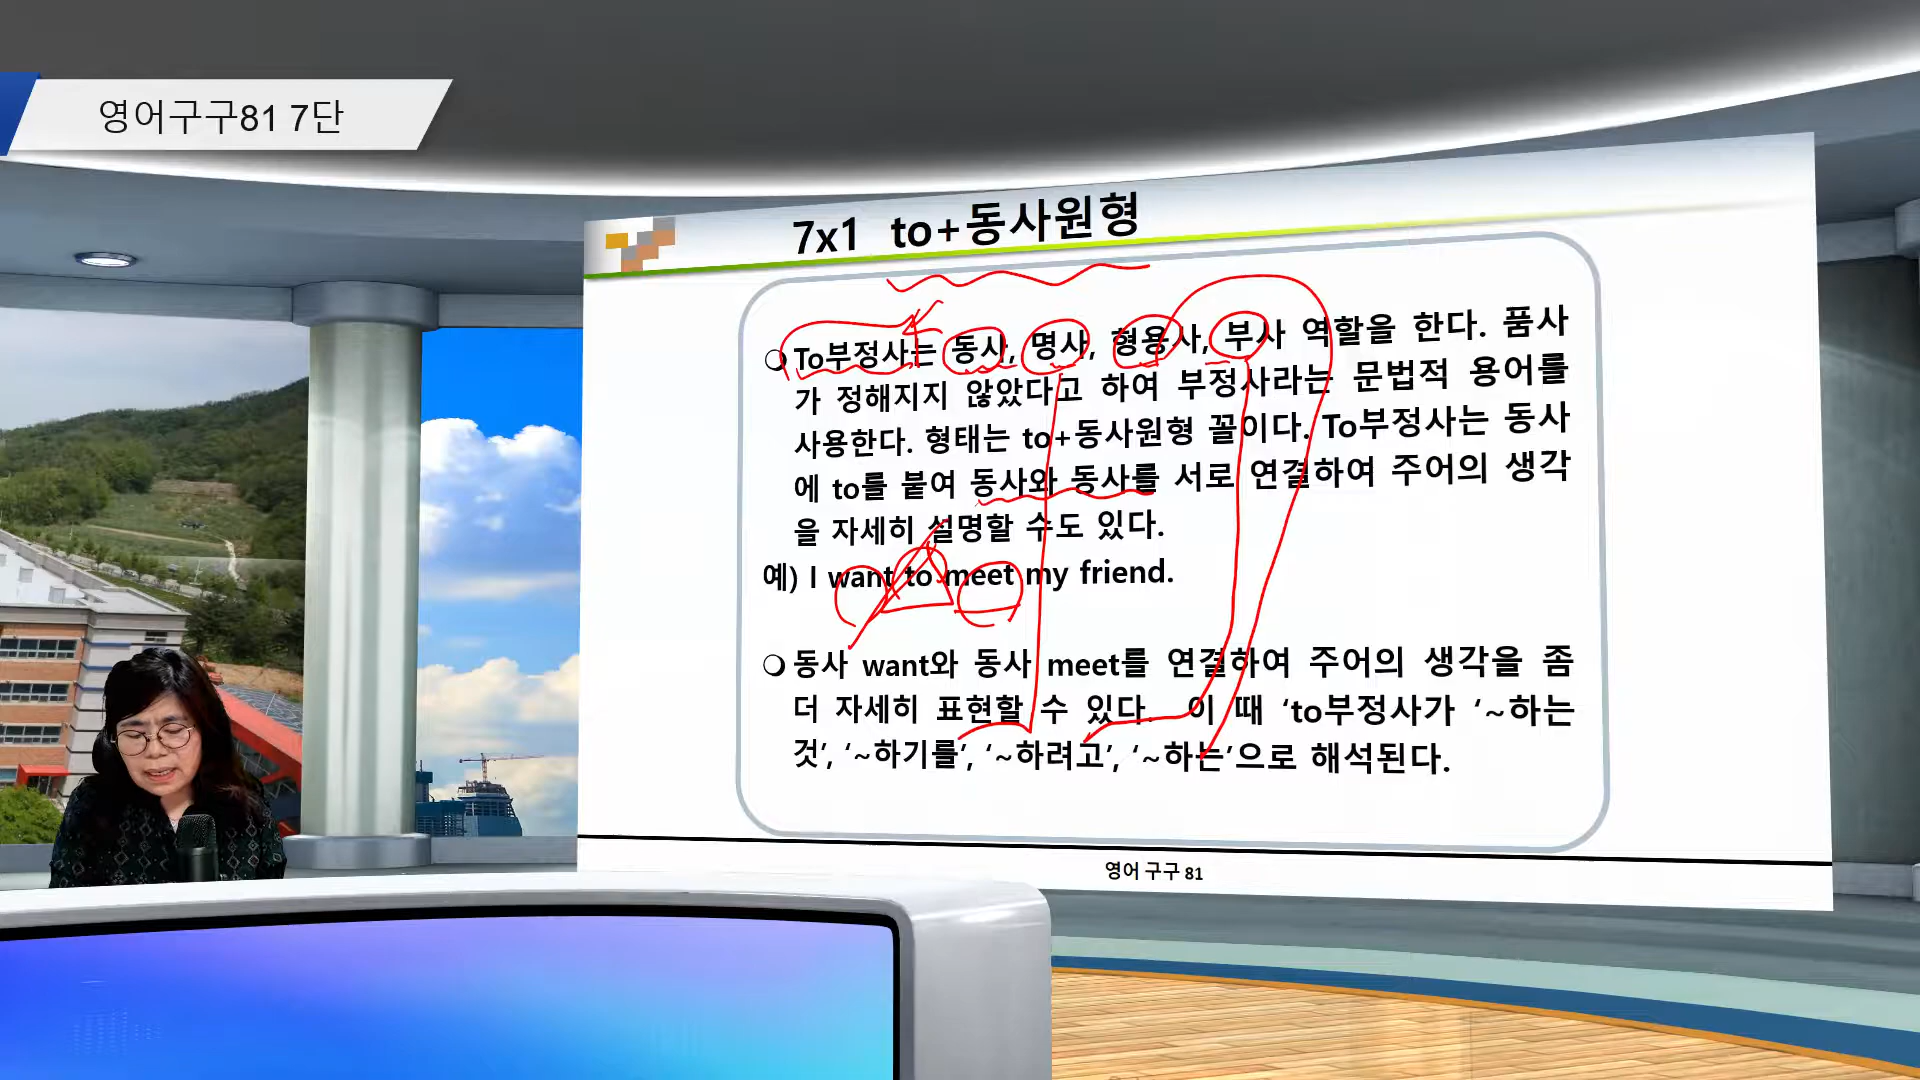 영어구구81 7단
7x1 to+동사원형
❍ To부정사는 동사, 명사, 형용사, 부사 역할을 한다. 품사
가 정해지지 않았다고 하여 부정사라는 문법적 용어를
사용한다. 형태는 to+동사원형 꼴이다. To부정사는 동사
에 to를 붙여 동사와 동사를 서로 연결하여 주어의 생각
을 자세히 설명할 수도 있다.
예) I want to meet my friend.
❍ 동사 want와 동사 meet를 연결하여 주어의 생각을 좀
더 자세히 표현할 수 있다. 이 때 ‘to부정사가 ‘~하는
것’, ‘~하기를’, ‘~하려고’, ‘~하는’으로 해석된다.
영어 구구 81